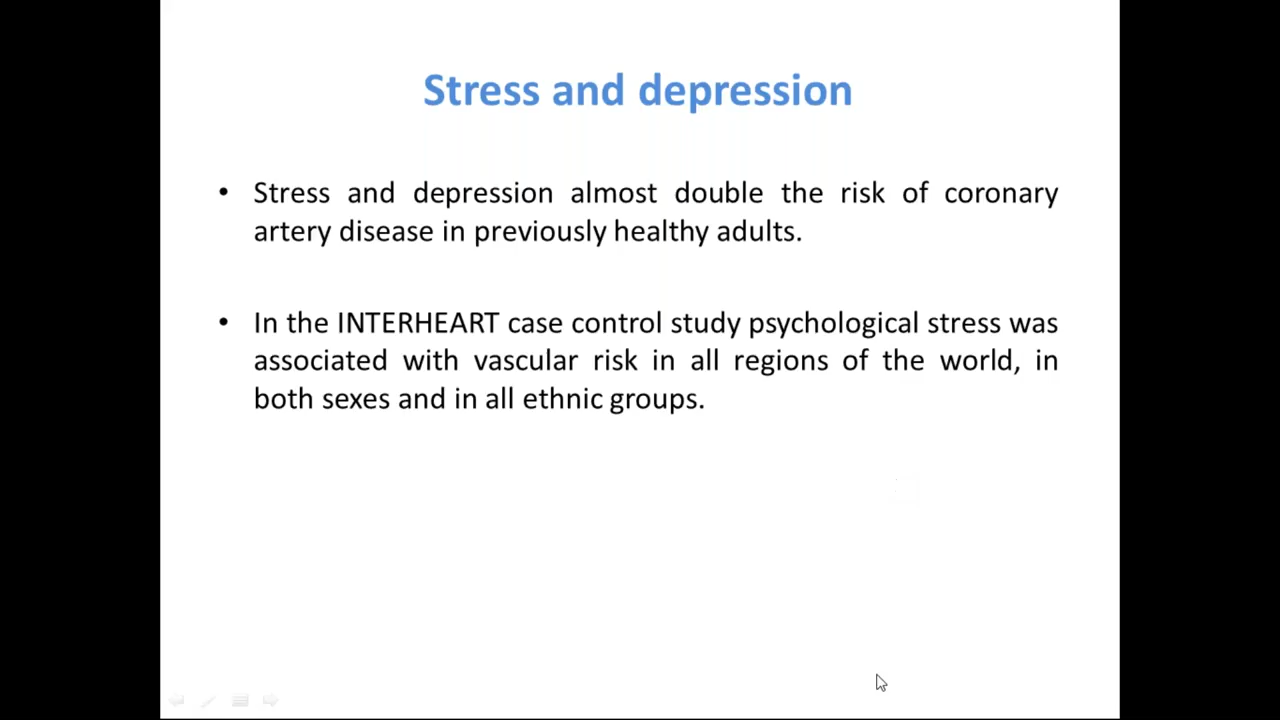 Stress and depression
• Stress and depression almost double the risk of coronary
artery disease in previously healthy adults.
• In the INTERHEART case control study psychological stress was
associated with vascular risk in all regions of the world, in
both sexes and in all ethnic groups.